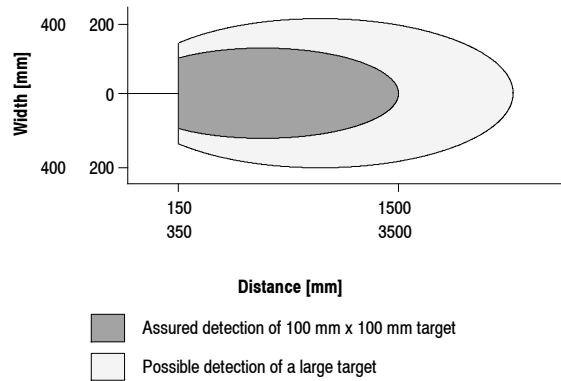 400 200
Width [mm]
0
400 200
150 1500
350 3500
Distance [mm]
Assured detection of 100 mm x 100 mm target
Possible detection of a large target